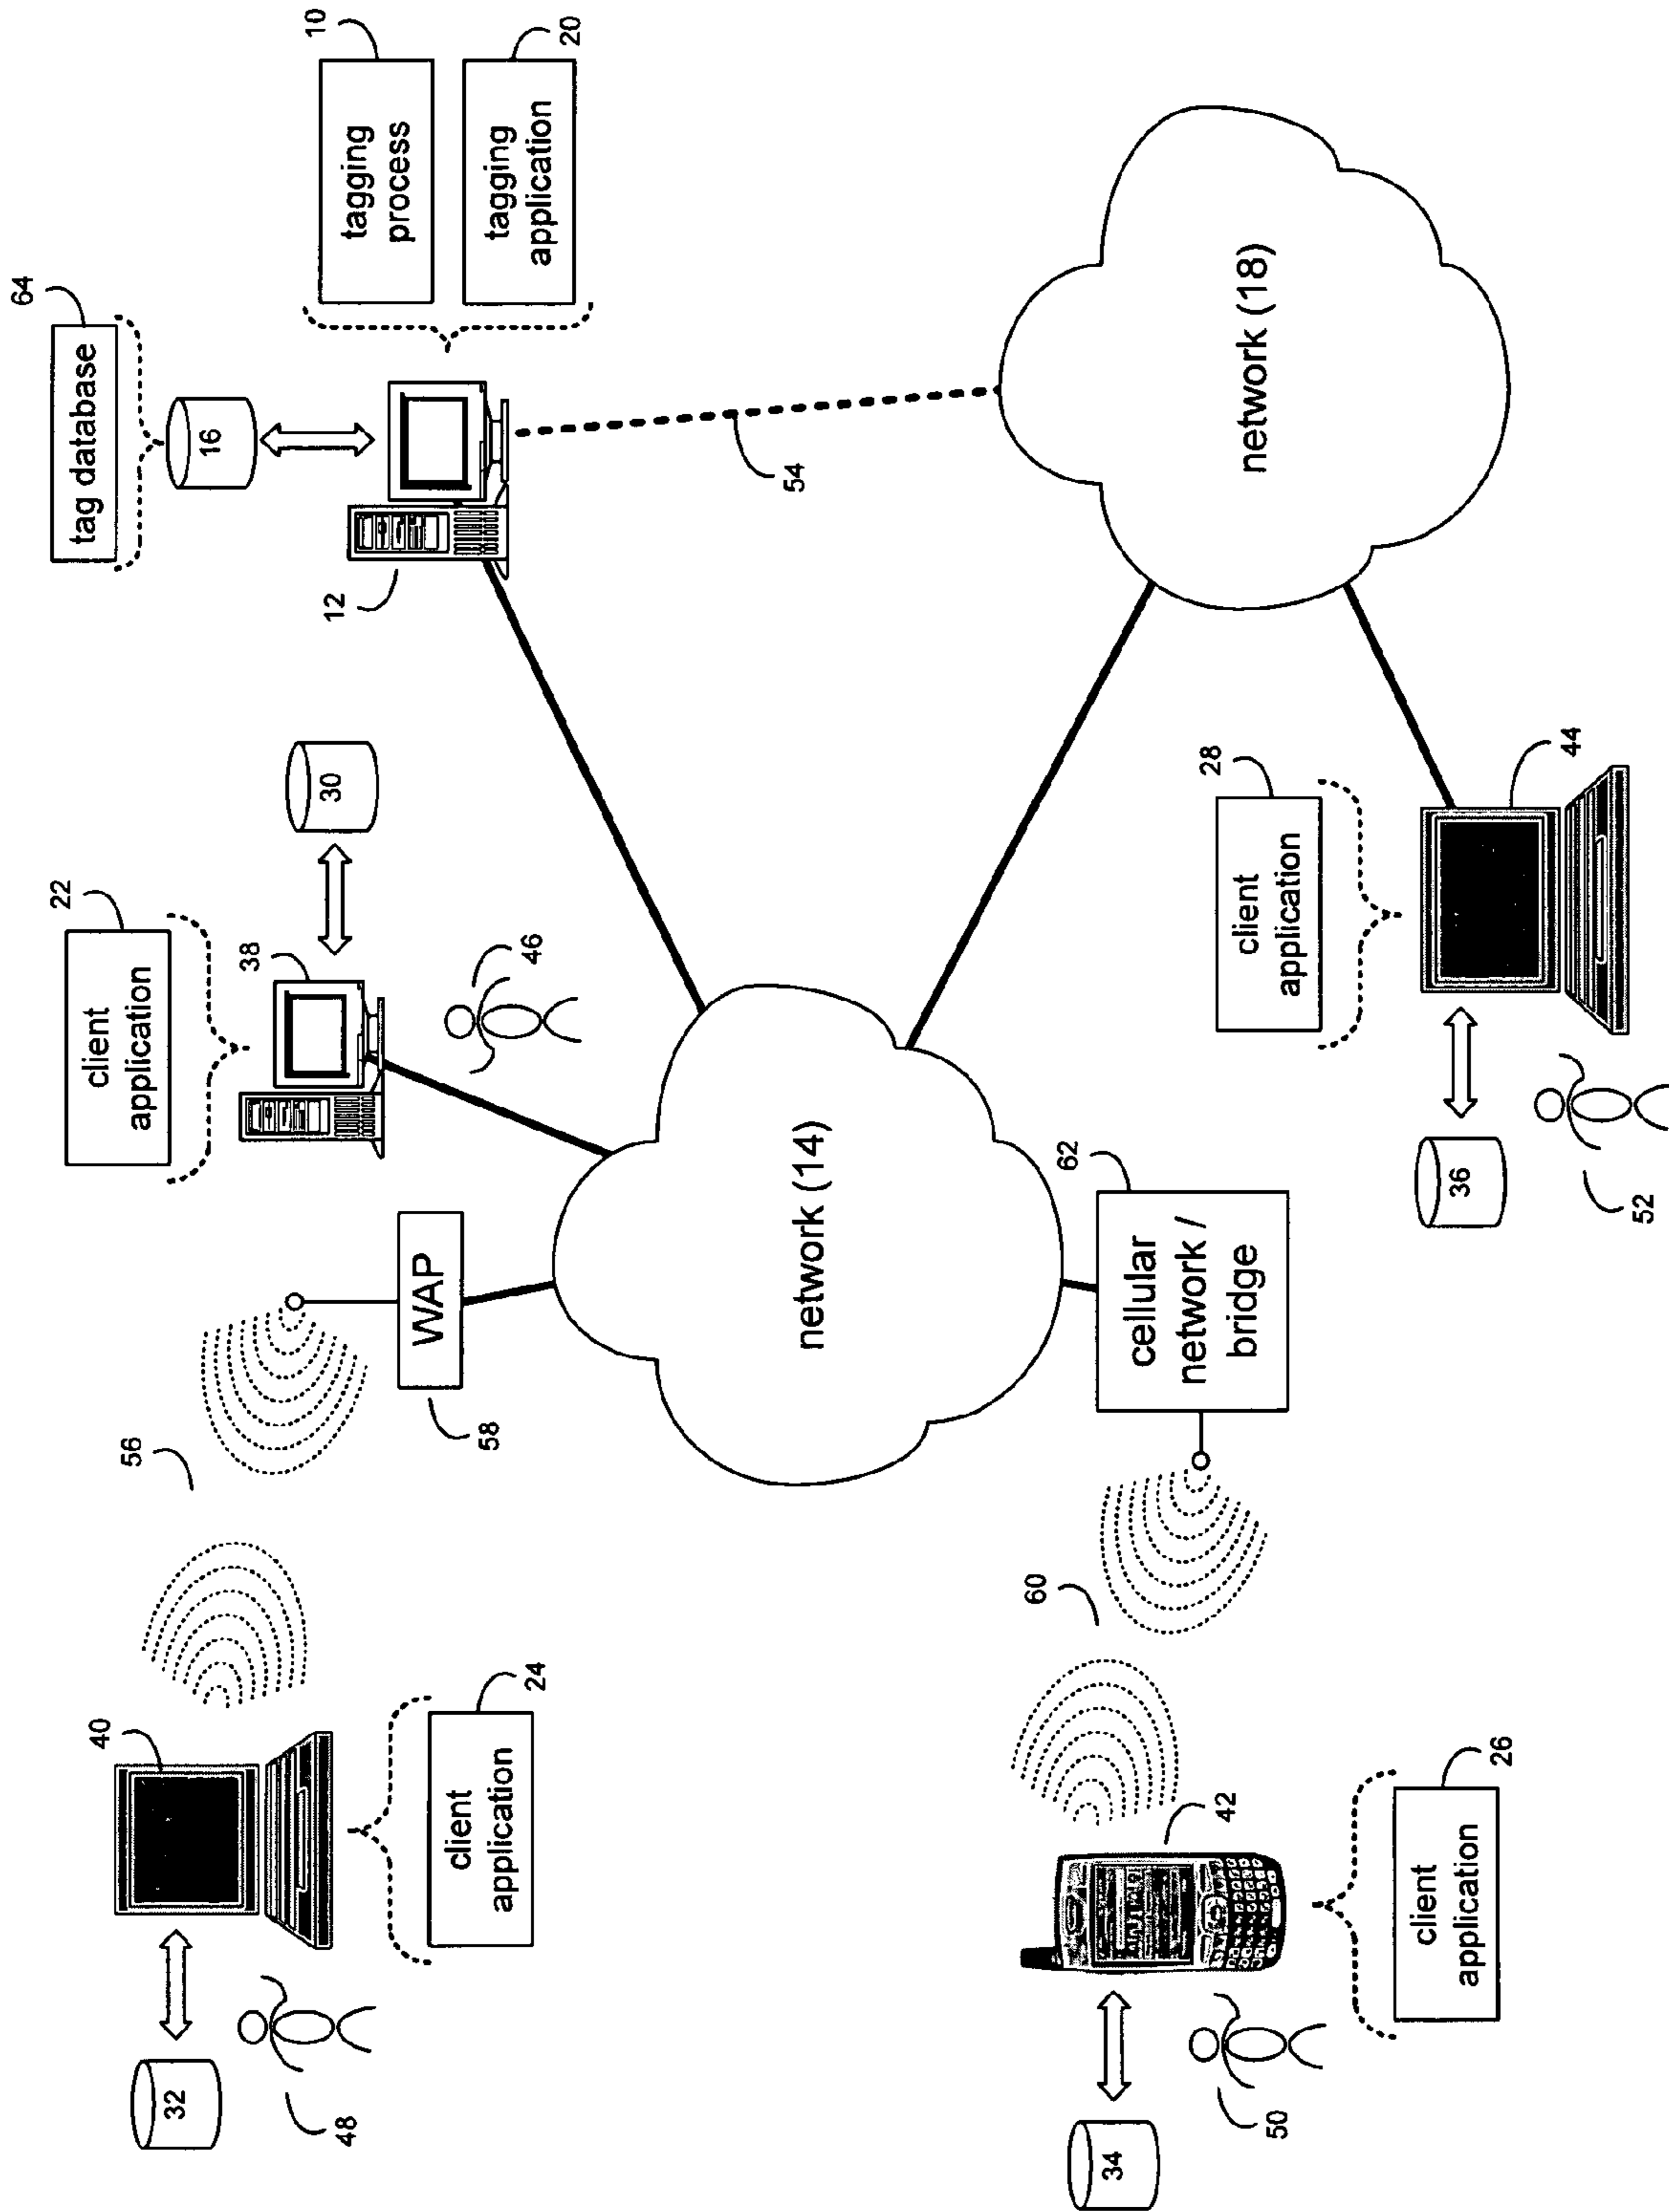 64
tag database
16
12
10
tagging
process
20
tagging
application
54
22
client
application
38
30
46
56
WAP
58
40
32
48
24
client
application
network (14)
network (18)
62
cellular
network /
bridge
60
42
34
50
26
client
application
28
client
application
44
36
52